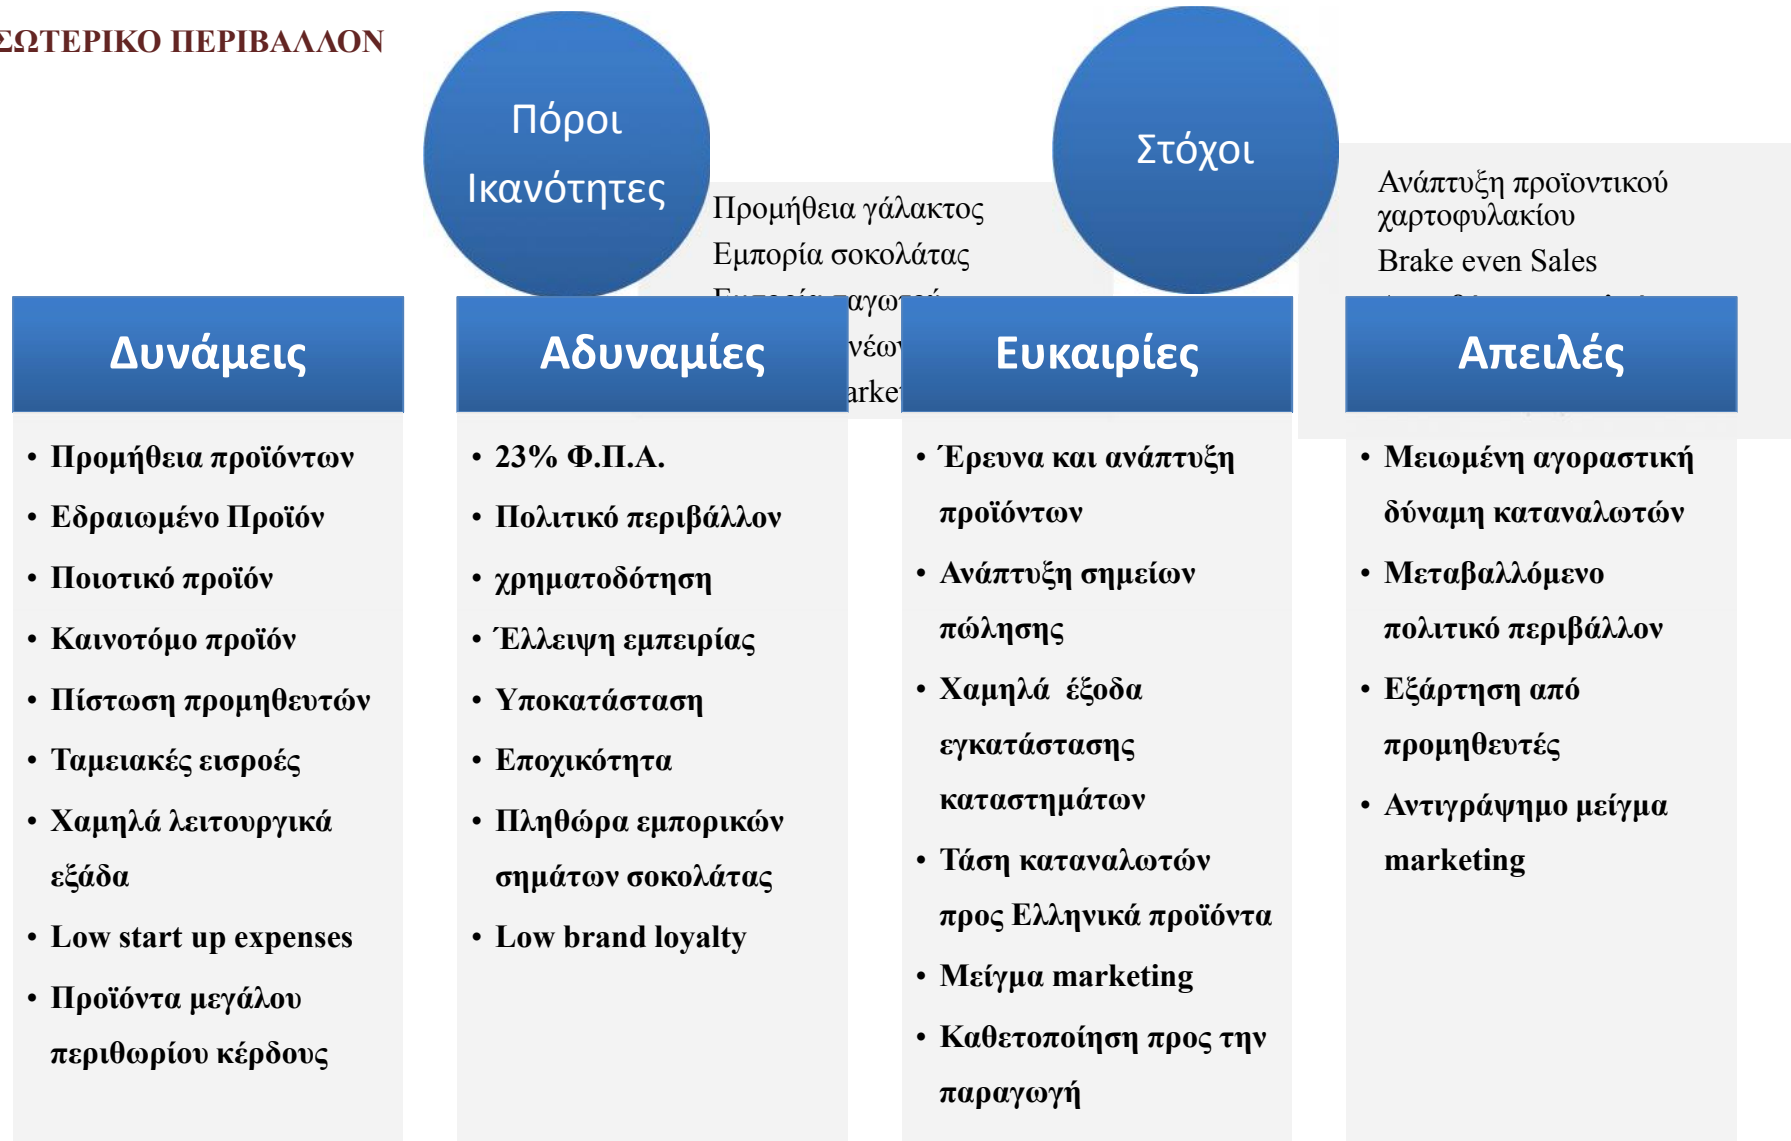 ΣΩΤΕΡΙΚΟ ΠΕΡΙΒΑΛΛΟΝ
Πόροι
Ικανότητες
Προμήθεια γάλακτος
Εμπορία σοκολάτας
Στόχοι
Ανάπτυξη προϊοντικού
χαρτοφυλακίου
Brake even Sales
Δυνάμεις
• Προμήθεια προϊόντων
• Εδραιωμένο Προϊόν
• Ποιοτικό προϊόν
• Καινοτόμο προϊόν
• Πίστωση προμηθευτών
• Ταμειακές εισροές
• Χαμηλά λειτουργικά
εξάδα
• Low start up expenses
• Προϊόντα μεγάλου
περιθωρίου κέρδους
Αδυναμίες
• 23% Φ.Π.Α.
• Πολιτικό περιβάλλον
• χρηματοδότηση
• Έλλειψη εμπειρίας
• Υποκατάσταση
• Εποχικότητα
• Πληθώρα εμπορικών
σημάτων σοκολάτας
• Low brand loyalty
Ευκαιρίες
• Έρευνα και ανάπτυξη
προϊόντων
• Ανάπτυξη σημείων
πώλησης
• Χαμηλά έξοδα
εγκατάστασης
καταστημάτων
• Τάση καταναλωτών
προς Ελληνικά προϊόντα
• Μείγμα marketing
• Καθετοποίηση προς την
παραγωγή
Απειλές
• Μειωμένη αγοραστική
δύναμη καταναλωτών
• Μεταβαλλόμενο
πολιτικό περιβάλλον
• Εξάρτηση από
προμηθευτές
• Αντιγράψημο μείγμα
marketing